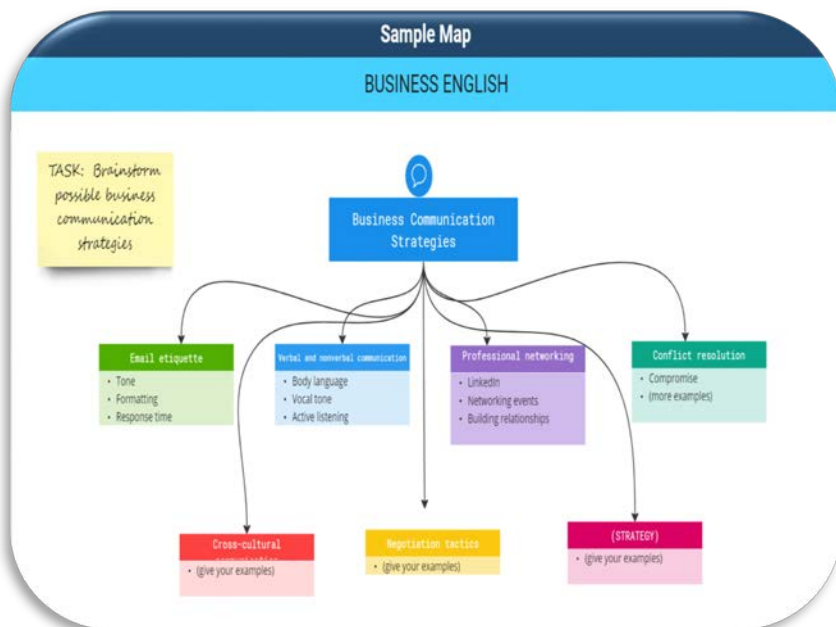 Sample Map
BUSINESS ENGLISH
TASK: Brainstorm
possible business
communication
strategies
Business Communication
Strategies
Email etiquette
• Tone
• Formatting
• Response time
Verbal and nonverbal communication
• Body language
• Vocal tone
• Active listening
Professional networking
• LinkedIn
• Networking events
• Building relationships
Conflict resolution
• Compromise
• (more examples)
Cross-cultural
• (give your examples)
Negotiation tactics
• (give your examples)
(STRATEGY)
• (give your examples)